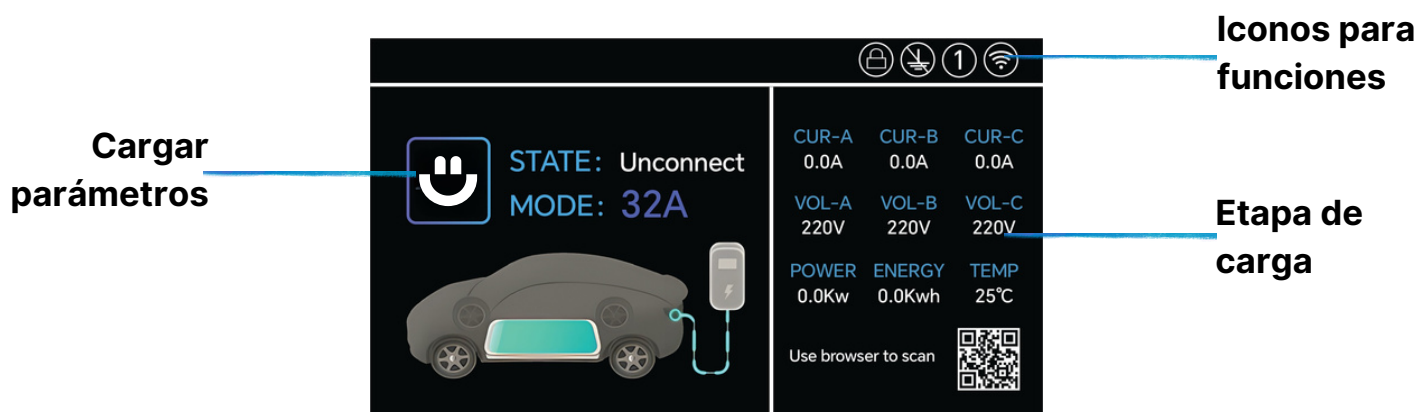 Iconos para
funciones
1
Cargar
parámetros
STATE: Unconnect
MODE: 32A
CUR-A CUR-B CUR-C
0.0A 0.0A 0.0A
VOL-A VOL-B VOL-C
220V 220V 220V
POWER ENERGY TEMP
0.0Kw 0.0Kwh 25℃
Use browser to scan
Etapa de
carga